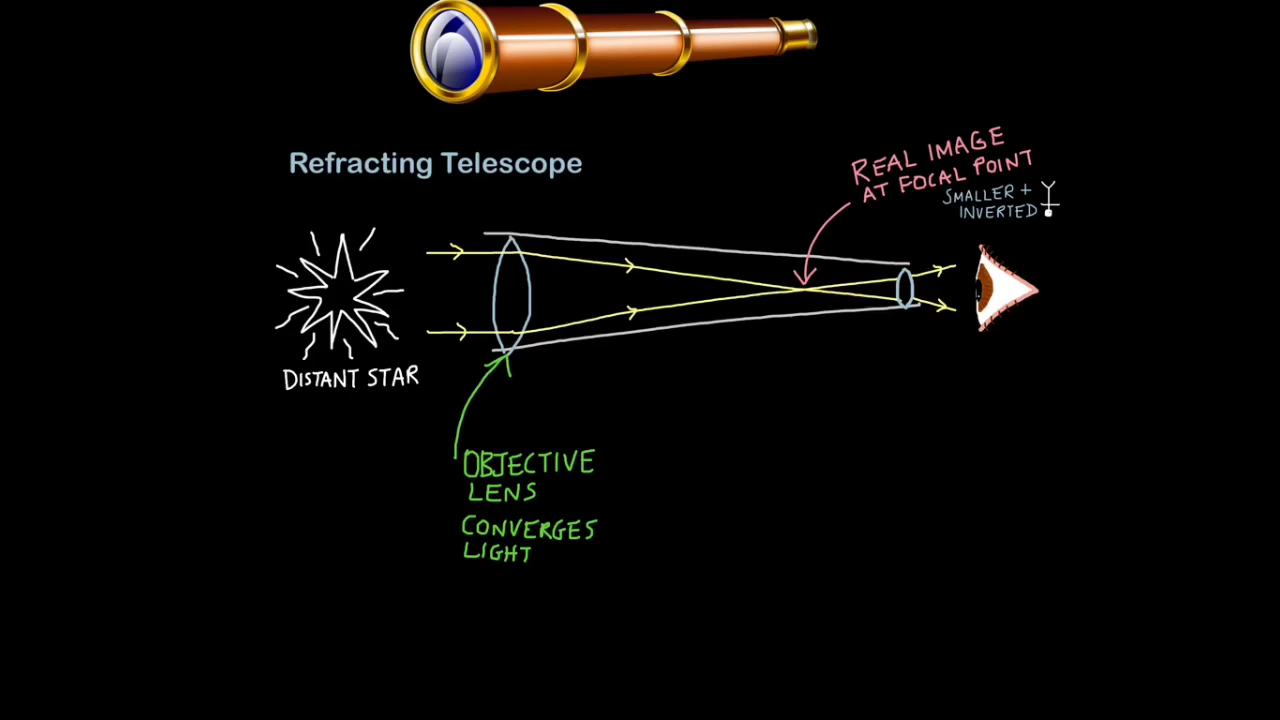 Refracting Telescope
REAL IMAGE
AT FOCAL POINT
SMALLER +
INVERTED
DISTANT STAR
OBJECTIVE
LENS
CONVERGES
LIGHT